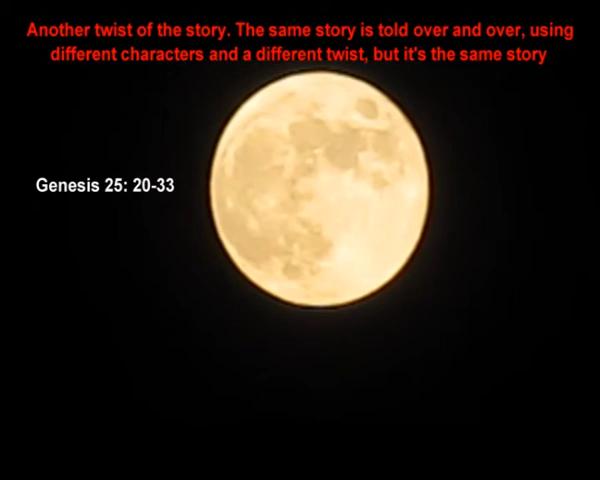 Another twist of the story. The same story is told over and over, using
different characters and a different twist, but it's the same story
Genesis 25: 20-33